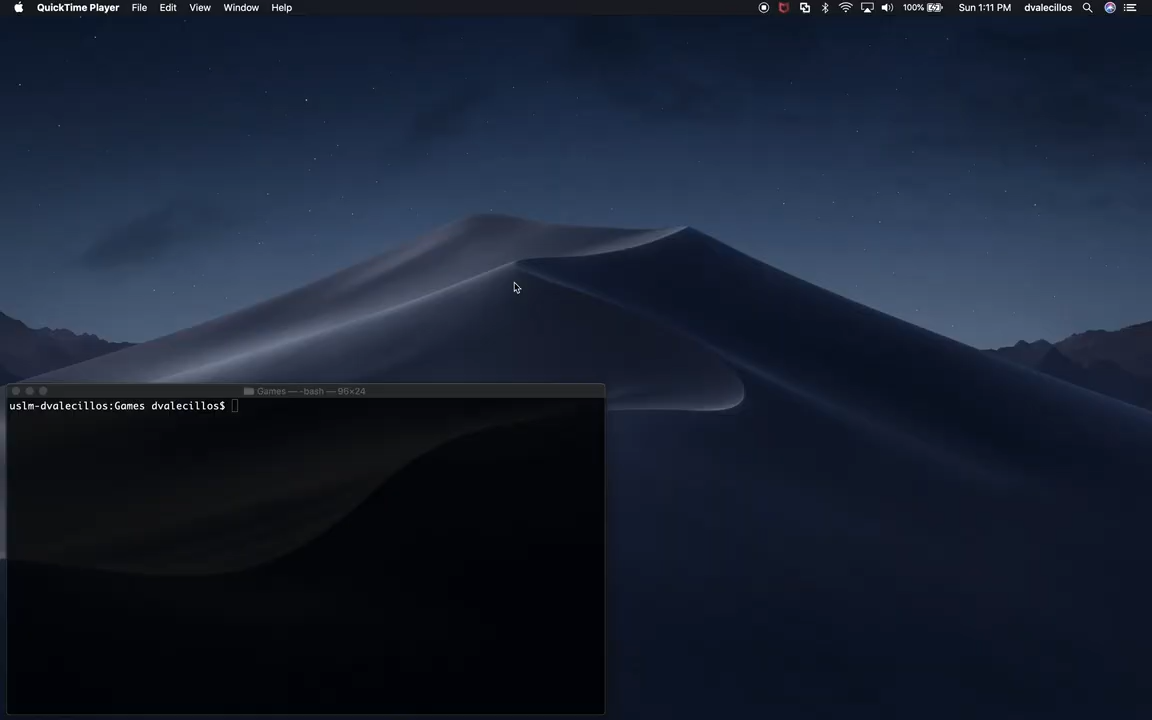 QuickTime Player File Edit View Window Help 100% Sun 1:11 PM dvalecillos
Games — -bash — 96×24
uslm-dvalecillos:Games dvalecillos$